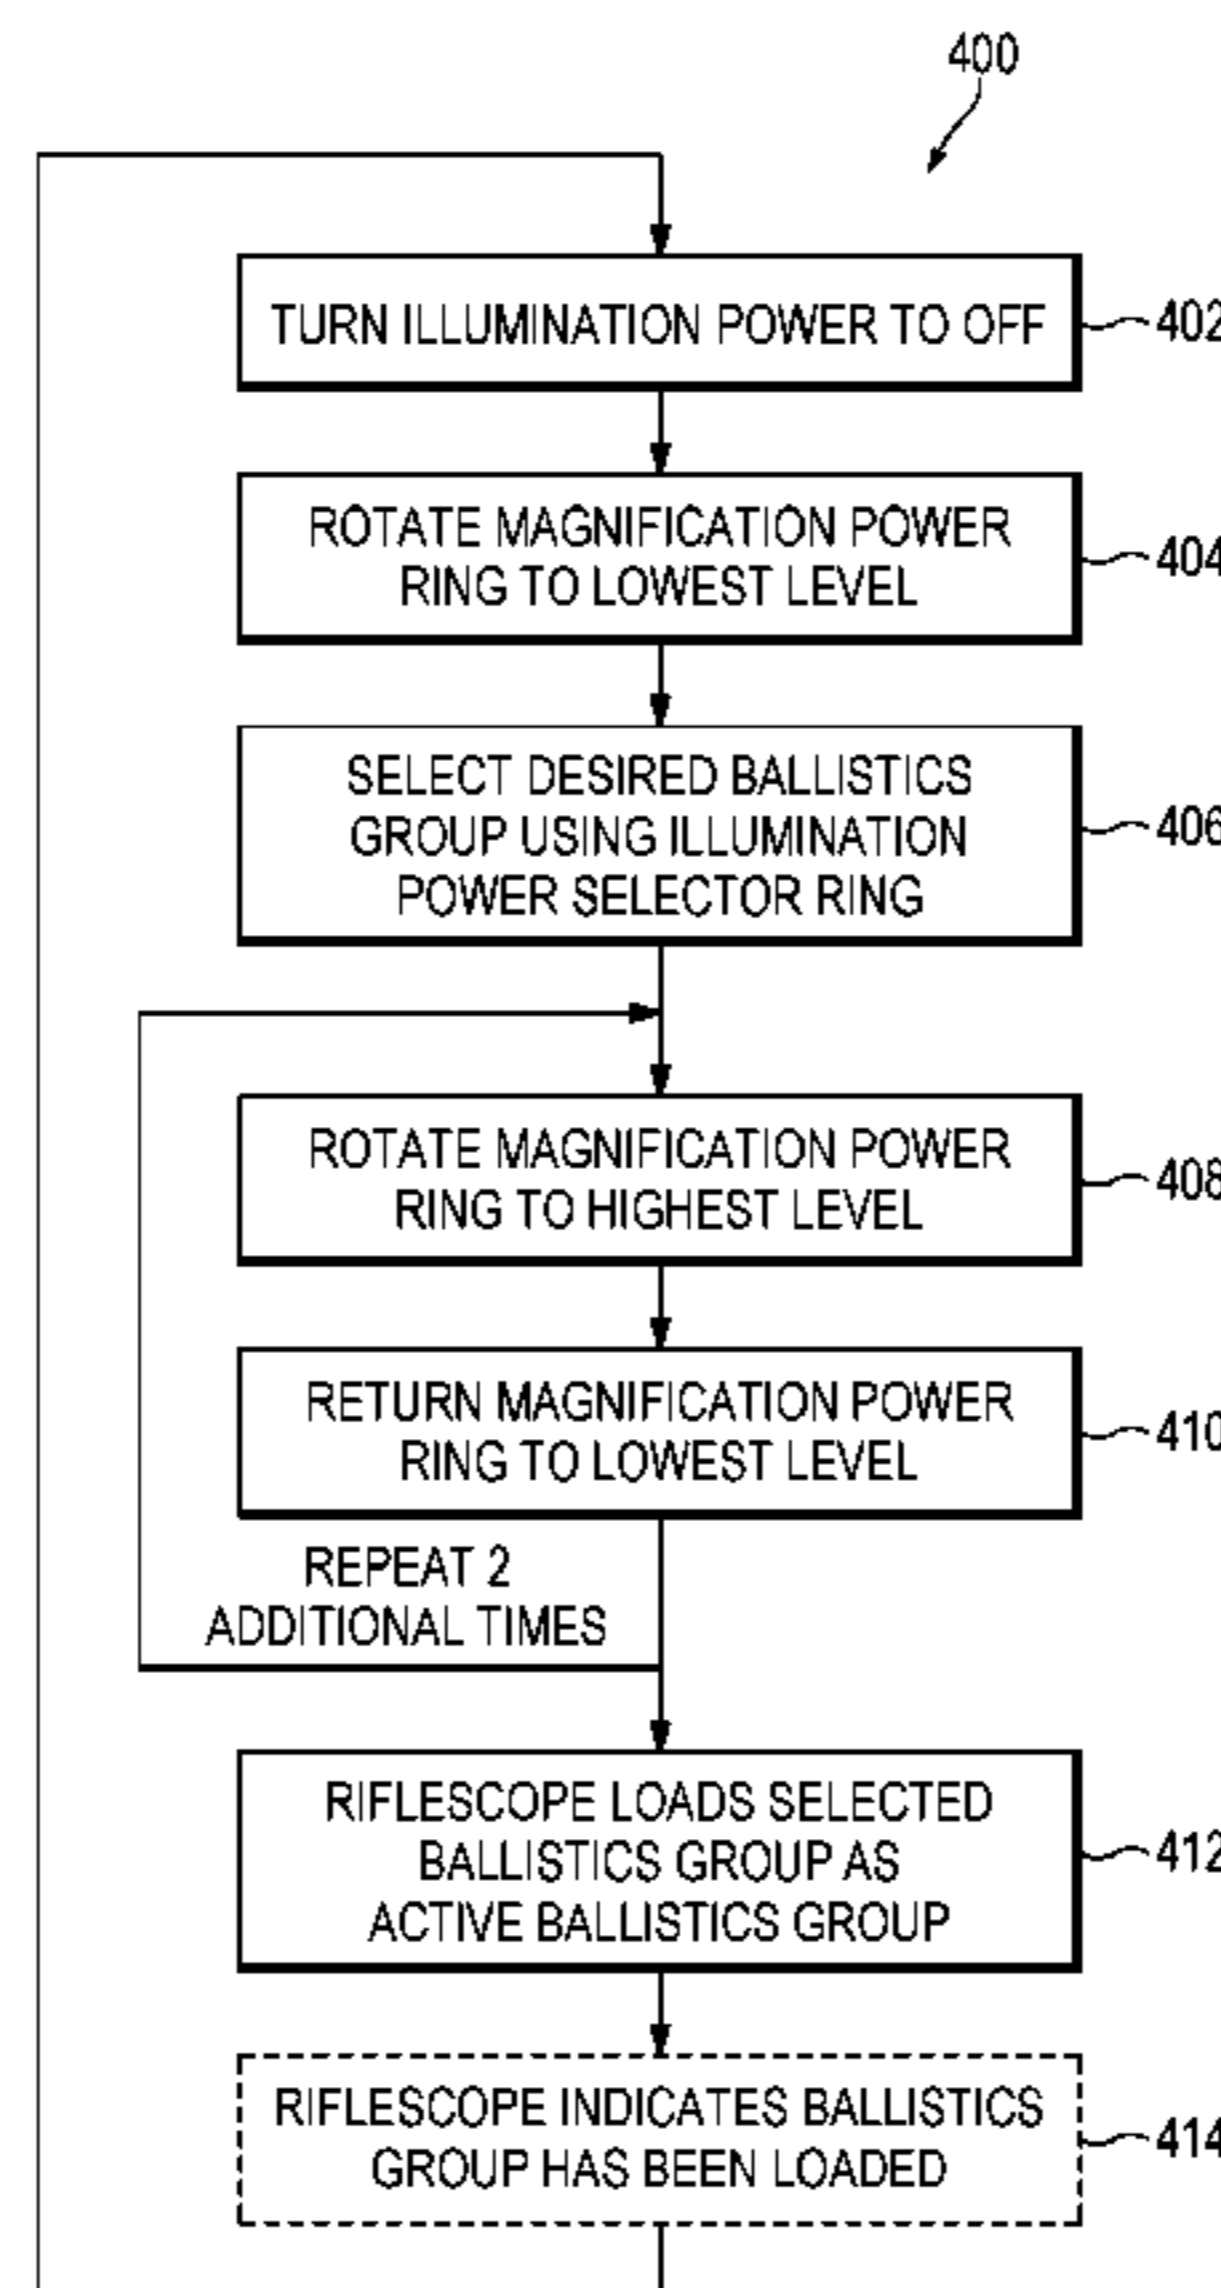 400
TURN ILLUMINATION POWER TO OFF
402
ROTATE MAGNIFICATION POWER
RING TO LOWEST LEVEL
404
SELECT DESIRED BALLISTICS
GROUP USING ILLUMINATION
POWER SELECTOR RING
406
ROTATE MAGNIFICATION POWER
RING TO HIGHEST LEVEL
408
RETURN MAGNIFICATION POWER
RING TO LOWEST LEVEL
410
REPEAT 2
ADDITIONAL TIMES
RIFLESCOPE LOADS SELECTED
BALLISTICS GROUP AS
ACTIVE BALLISTICS GROUP
412
RIFLESCOPE INDICATES BALLISTICS
GROUP HAS BEEN LOADED
414